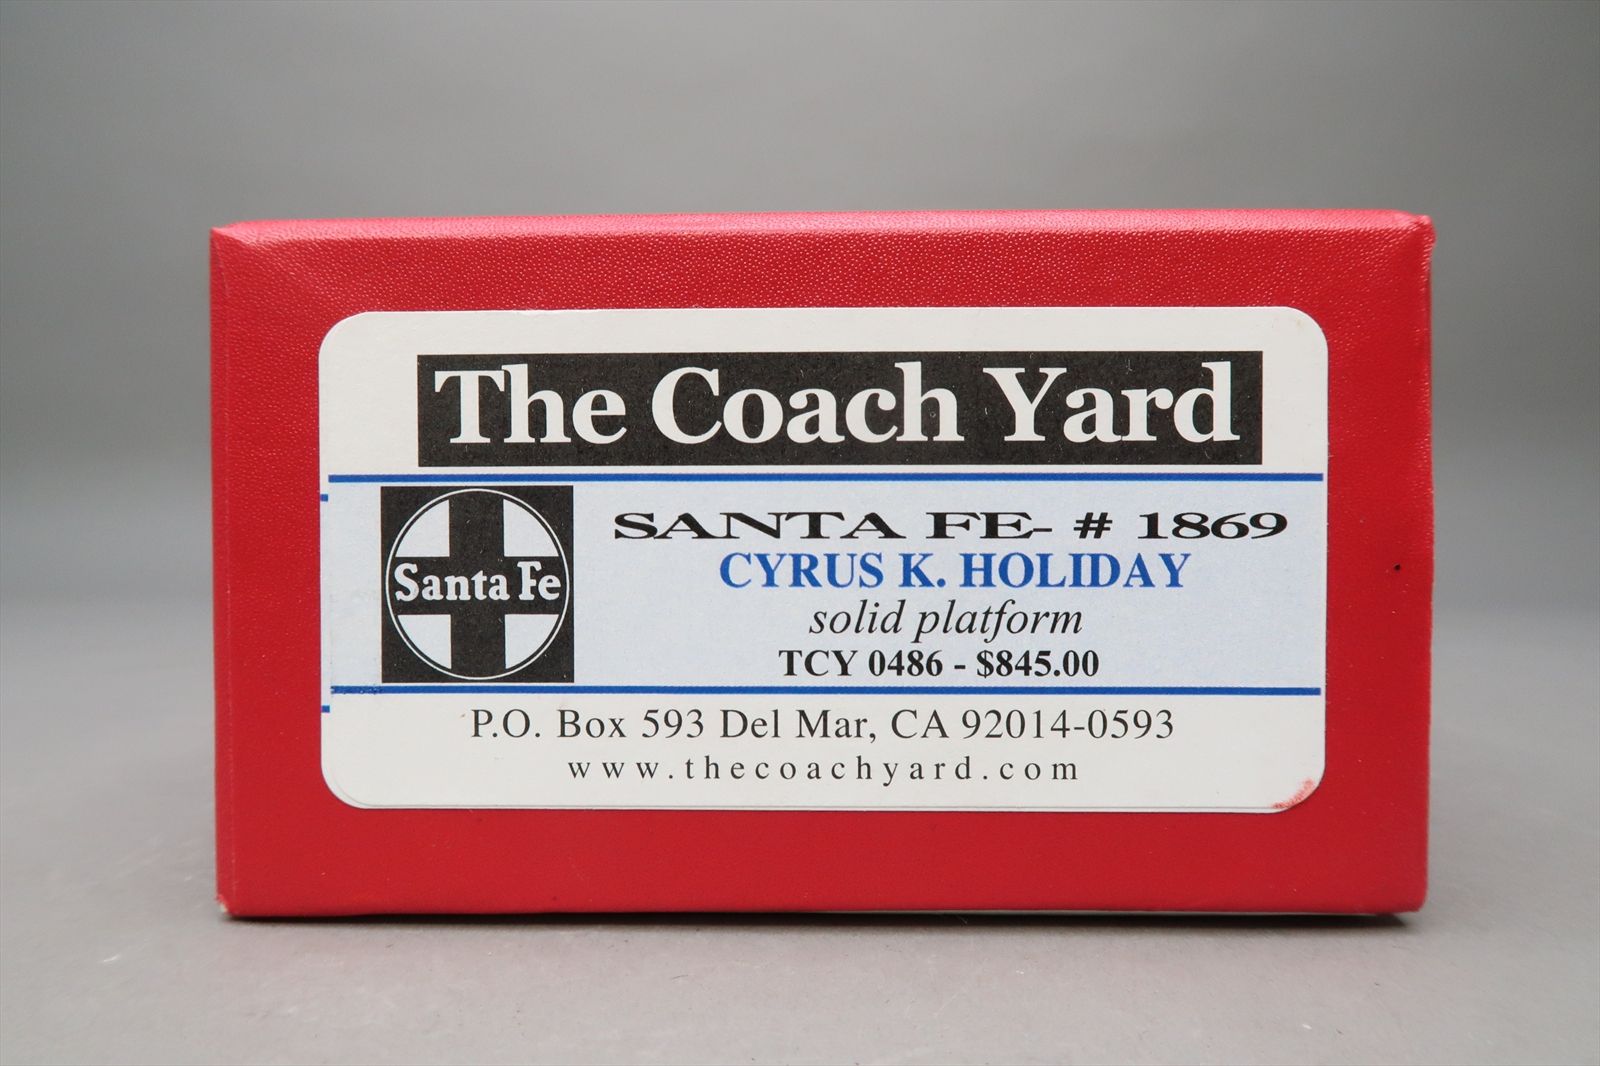 The Coach Yard
Santa Fe
SANTA FE- # 1869
CYRUS K. HOLIDAY
solid platform
TCY 0486 - $845.00
P.O. Box 593 Del Mar, CA 92014-0593
www.thecoachyard.com